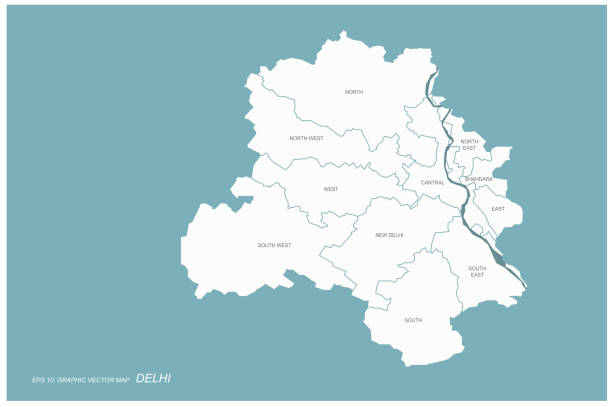 NORTH
NORTH-WEST
NORTH
EAST
SHAHDARA
CANTRAL
WEST
EAST
NEW DELHI
SOUTH WEST
SOUTH
EAST
SOUTH
EPS 10 GRAPHIC VECTOR MAP DELHI